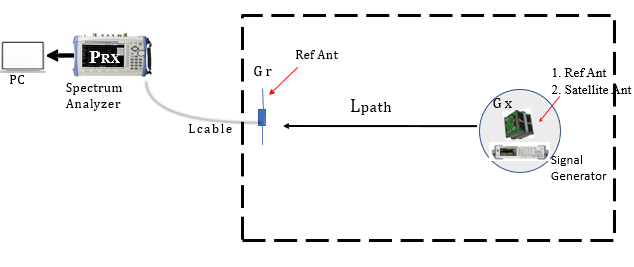 PRX
PC
Spectrum
Analyzer
Lcable
G r
Ref Ant
Lpath
1. Ref Ant
2. Satellite Ant
G x
Signal
Generator